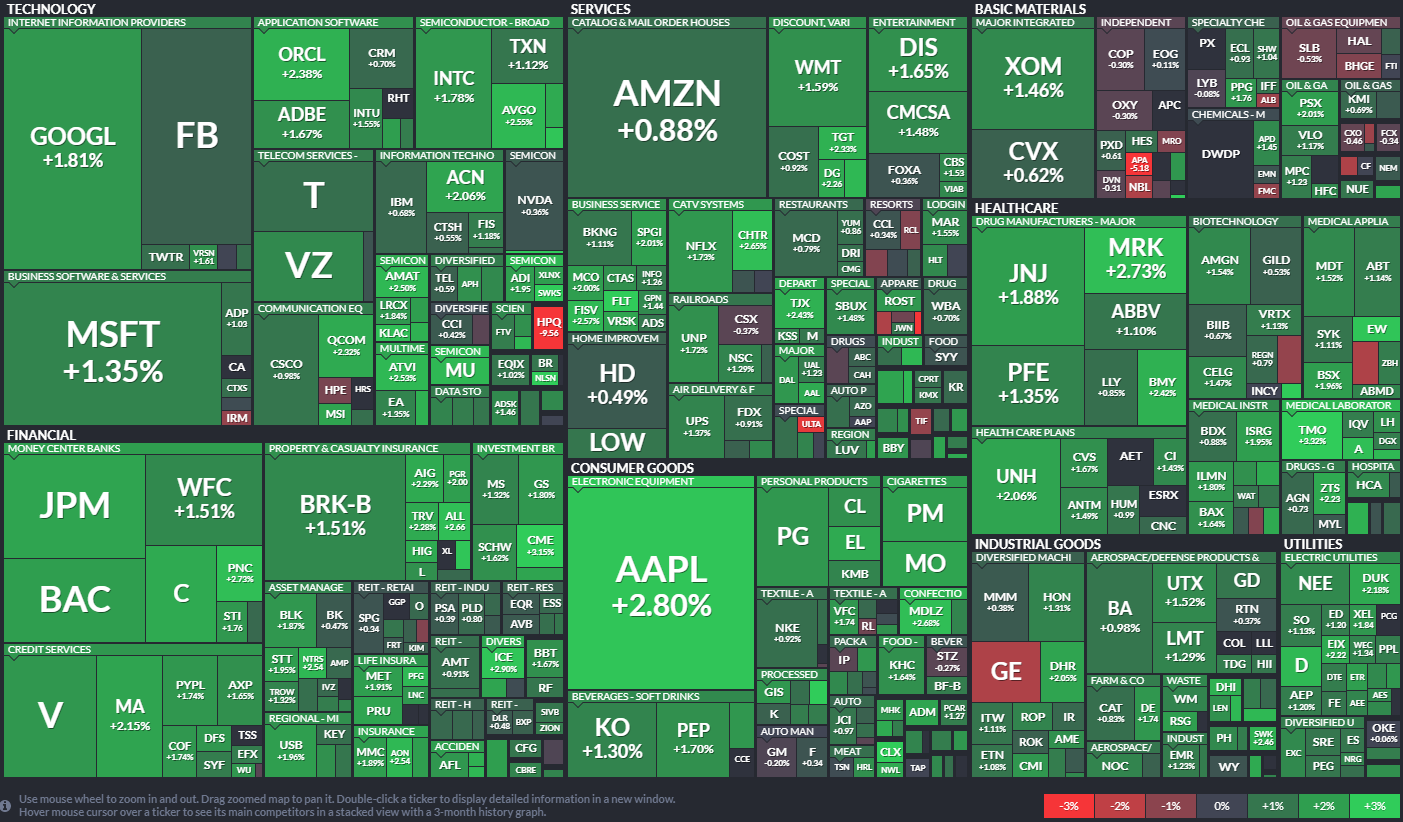 TECHNOLOGY
INTERNET INFORMATION PROVIDERS
GOOGL
+1.81%
FB
TWTR
VRSN
+1.61
APPLICATION SOFTWARE
ORCL
+2.38%
CRM
+0.70%
ADBE
+1.67%
INTU
+1.55%
RHT
SEMICONDUCTOR - BROAD
INTC
+1.78%
TXN
+1.12%
AVGO
+2.55%
TELECOM SERVICES -
T
VZ
INFORMATION TECHNO
IBM
+0.68%
ACN
+2.06%
CTSH
+0.55%
FIS
+1.18%
SEMICON
NVDA
+0.36%
BUSINESS SOFTWARE & SERVICES
MSFT
+1.35%
ADP
+1.03
CA
CTXS
IRM
COMMUNICATION EQ
CSCO
+0.98%
QCOM
+2.32%
HPE
HRS
MSI
SEMICON
AMAT
+2.50%
LRCX
+1.84%
KLAC
DIVERSIFIED
TEL
+0.59
APH
SEMICON
ADI
+1.95
XLNX
SWKS
DIVERSIFIE
CCI
+0.42%
SCIEN
FTV
HPQ
-9.56
MULTIME
ATVI
+2.53%
EA
+1.35%
SEMICON
MU
DATA STO
EQIX
+1.02%
BR
NLSN
ADSK
+1.46
FINANCIAL
MONEY CENTER BANKS
JPM
WFC
+1.51%
BAC
C
PNC
+2.73%
STI
+1.76
PROPERTY & CASUALTY INSURANCE
BRK-B
+1.51%
AIG
+2.29%
PGR
+2.00
TRV
+2.28%
ALL
+2.66
HIG
XL
L
INVESTMENT BR
MS
+1.32%
GS
+1.80%
SCHW
+1.62%
CME
+3.15%
CREDIT SERVICES
V
MA
+2.15%
PYPL
+1.74%
AXP
+1.65%
COF
+1.74%
DFS
SYF
TSS
EFX
WU
ASSET MANAGE
BLK
+1.87%
BK
+0.47%
STT
+1.95%
NTRS
+2.54
AMP
TROW
+1.32%
IVZ
REGIONAL - MI
USB
+1.96%
KEY
REIT - RETAI
SPG
+0.34
GGP
O
FRT
KIM
REIT - INDU
PSA
+0.39
PLD
+0.80
REIT - RES
EQR
ESS
AVB
LIFE INSURA
MET
+1.91%
PFG
LNC
PRU
REIT -
AMT
+0.91%
DIVERS
ICE
+2.90%
BBT
+1.67%
RF
INSURANCE
MMC
+1.89%
AON
+2.54
REIT - H
REIT -
DLR
+0.48
BXP
SIVB
ZION
ACCIDEN
AFL
CFG
CBRE
SERVICES
CATALOG & MAIL ORDER HOUSES
AMZN
+0.88%
DISCOUNT, VARI
WMT
+1.59%
COST
+0.92%
TGT
+2.33%
DG
+2.26
ENTERTAINMENT
DIS
+1.65%
CMCSA
+1.48%
FOXA
+0.36%
CBS
+1.53
VIAB
BUSINESS SERVICE
BKNG
+1.11%
SPGI
+2.01%
MCO
+2.00%
CTAS
INFO
+1.26
FISV
+2.57%
FLT
GPN
+1.44
VRSK
ADS
CATV SYSTEMS
NFLX
+1.73%
CHTR
+2.65%
RESTAURANTS
MCD
+0.79%
YUM
+0.86
DRI
CMG
RESORTS
CCL
+0.34%
RCL
LODGIN
MAR
+1.55%
HLT
RAILROADS
UNP
+1.72%
CSX
-0.37%
NSC
+1.29%
DEPART
TJX
+2.43%
KSS
M
SPECIAL
SBUX
+1.48%
APPARE
ROST
JWN
DRUG
WBA
+0.70%
HOME IMPROVEM
HD
+0.49%
LOW
AIR DELIVERY & F
UPS
+1.37%
FDX
+0.91%
MAJOR
DAL
UAL
+1.23
AAL
SPECIAL
ULTA
DRUGS
ABC
CAH
AUTO P
AZO
AAP
REGION
LUV
INDUST
CPRT
KMX
TIF
BBY
FOOD
SYY
KR
CONSUMER GOODS
ELECTRONIC EQUIPMENT
AAPL
+2.80%
BEVERAGES - SOFT DRINKS
KO
+1.30%
PEP
+1.70%
CCE
PERSONAL PRODUCTS
PG
CL
EL
KMB
CIGARETTES
PM
MO
TEXTILE - A
NKE
+0.92%
TEXTILE - A
VFC
+1.74
RL
CONFECTIO
MDLZ
+2.68%
PACKA
IP
FOOD -
KHC
+1.64%
BEVER
STZ
-0.27%
BF-B
PROCESSED
GIS
K
AUTO MAN
GM
-0.20%
F
+0.34
AUTO
JCI
+0.97
MEAT
TSN
HRL
MHK
CLX
NWL
ADM
TAP
PCAR
+1.27
BASIC MATERIALS
MAJOR INTEGRATED
XOM
+1.46%
CVX
+0.62%
INDEPENDENT
COP
-0.30%
EOG
+0.11%
OXY
-0.30%
APC
PXD
+0.61
HES
MRO
APA
-5.18
DVN
-0.31
NBL
SPECIALTY CHE
PX
ECL
+0.93
SHW
+1.04
LYB
-0.08%
PPG
+1.76
IFF
ALB
CHEMICALS - M
DWDP
APD
+1.45
EMN
FMC
OIL & GAS EQUIPMEN
SLB
-0.53%
HAL
BHGE
FTI
OIL & GA
PSX
+2.01%
VLO
+1.17%
MPC
+1.23
HFC
OIL & GAS
KMI
+0.69%
CXO
-0.46
FCX
-0.34
CF
NEM
NUE
HEALTHCARE
DRUG MANUFACTURERS - MAJOR
JNJ
+1.88%
MRK
+2.73%
ABBV
+1.10%
PFE
+1.35%
LLY
+0.85%
BMY
+2.42%
BIOTECHNOLOGY
AMGN
+1.54%
GILD
+0.53%
BIIB
+0.67%
VRTX
+1.13%
REGN
+0.79
CELG
+1.47%
INCY
MEDICAL APPLIA
MDT
+1.52%
ABT
+1.14%
SYK
+1.11%
EW
ZBH
BSX
+1.96%
ABMD
HEALTH CARE PLANS
UNH
+2.06%
CVS
+1.67%
AET
CI
+1.43%
ANTM
+1.49%
HUM
+0.99
ESRX
CNC
MEDICAL INSTR
BDX
+0.88%
ISRG
+1.95%
ILMN
+1.80%
WAT
BAX
+1.64%
MEDICAL LABORATOR
TMO
+3.32%
IQV
LH
A
DGX
DRUGS - G
AGN
+0.73
ZTS
+2.23
MYL
HOSPITA
HCA
INDUSTRIAL GOODS
DIVERSIFIED MACHI
MMM
+0.38%
HON
+1.31%
GE
DHR
+2.05%
ITW
+1.11%
ROP
IR
ROK
AME
ETN
+1.08%
CMI
AEROSPACE/DEFENSE PRODUCTS &
BA
+0.98%
UTX
+1.52%
GD
LMT
+1.29%
RTN
+0.37%
COL
LLL
TDG
HII
FARM & CO
CAT
+0.83%
DE
+1.74
AEROSPACE/
NOC
WASTE
WM
RSG
INDUST
EMR
+1.23%
DHI
LEN
PH
SWK
+2.46
WY
UTILITIES
ELECTRIC UTILITIES
NEE
DUK
+2.18%
SO
+1.13%
ED
+1.20
XEL
+1.84
PCG
D
EIX
+2.22
WEC
+1.34
PPL
DTE
ETR
AEP
+1.20%
FE
AEE
AES
DIVERSIFIED U
EXC
SRE
ES
PEG
NRG
OKE
+0.06%
Use mouse wheel to zoom in and out. Drag zoomed map to pan it. Double-click a ticker to display detailed information in a new window.
Hover mouse cursor over a ticker to see its main competitors in a stacked view with a 3-month history graph.
-3%
-2%
-1%
0%
+1%
+2%
+3%